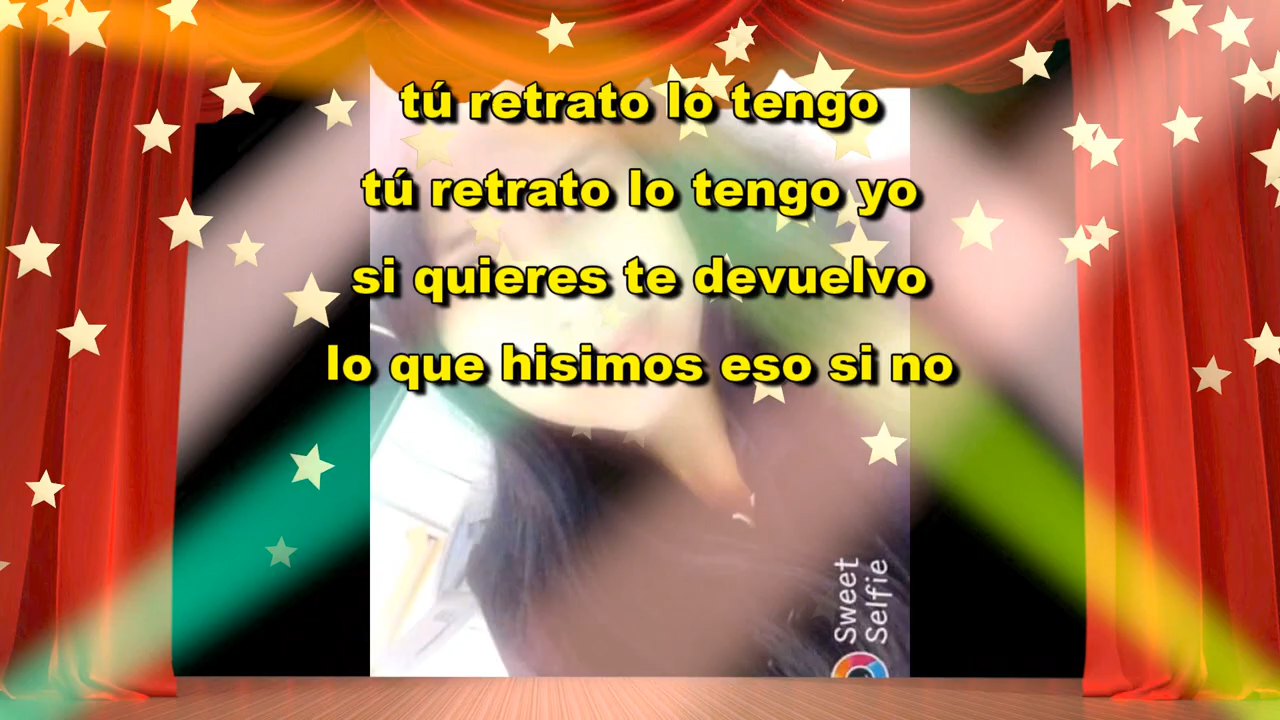 tú retrato lo tengo
tú retrato lo tengo yo
si quieres te devuelvo
lo que hisimos eso si no
Sweet
Selfie